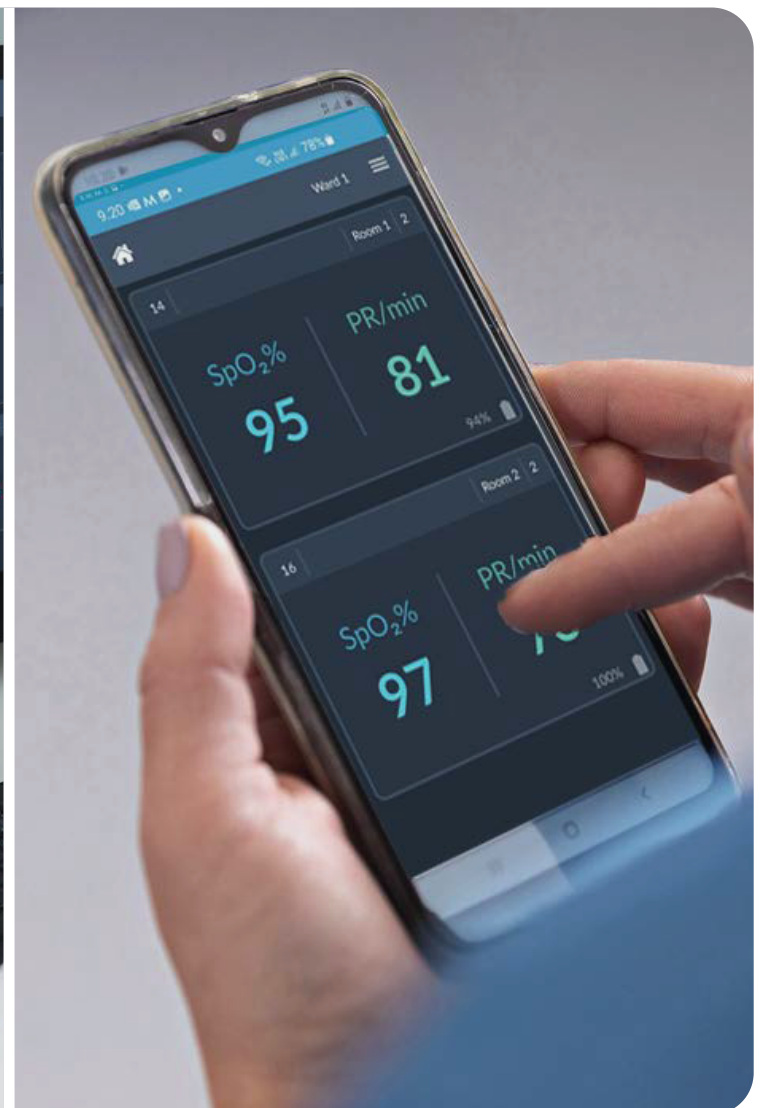 9.20 M
78%
Ward 1
14
Room 1 2
SpO₂%
PR/min
95
81
94%
16
Room 2 2
SpO₂%
PR/min
97
100%